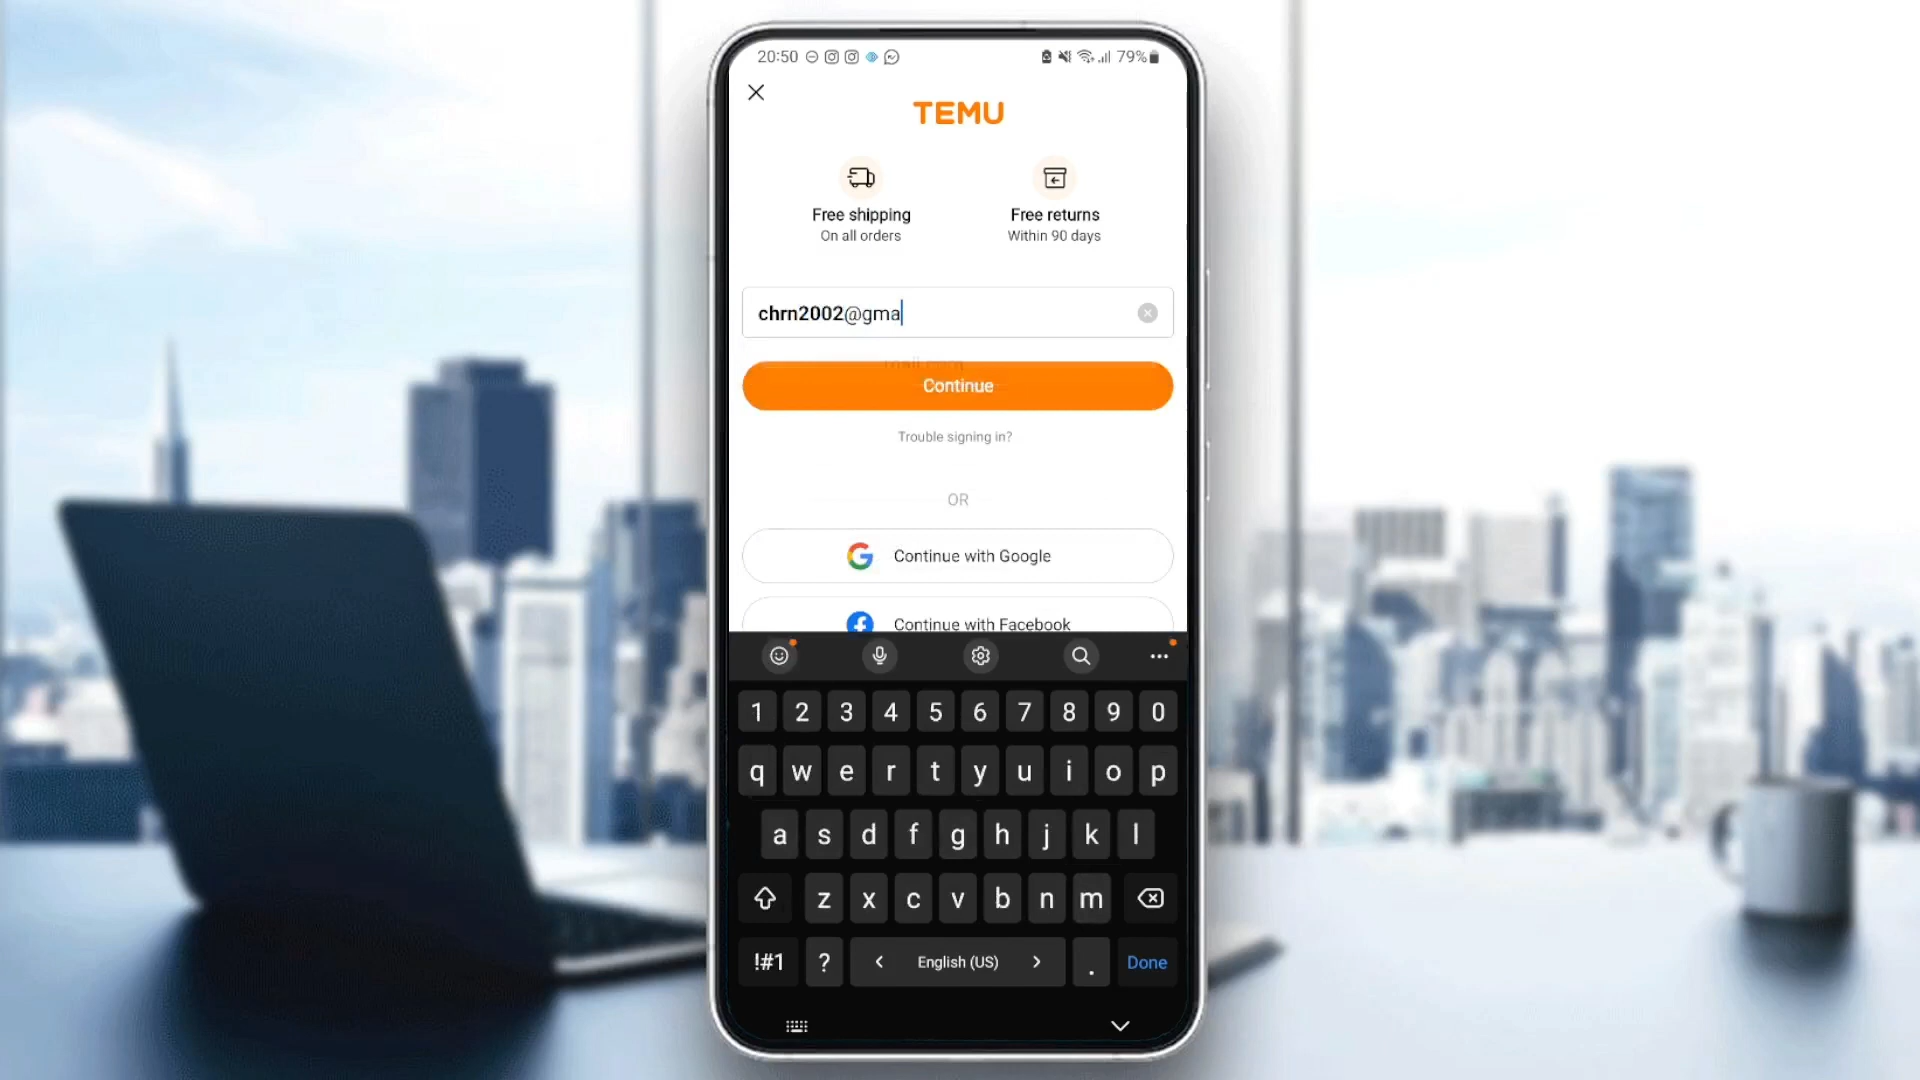 20:50 79%
TEMU
Free shipping Free returns
On all orders Within 90 days
chrn2002@gma
Continue
Trouble signing in?
OR
Continue with Google
Continue with Facebook
1 2 3 4 5 6 7 8 9 0
q w e r t y u i o p
a s d f g h j k l
z x c v b n m
!#1 ? < English (US) > . Done